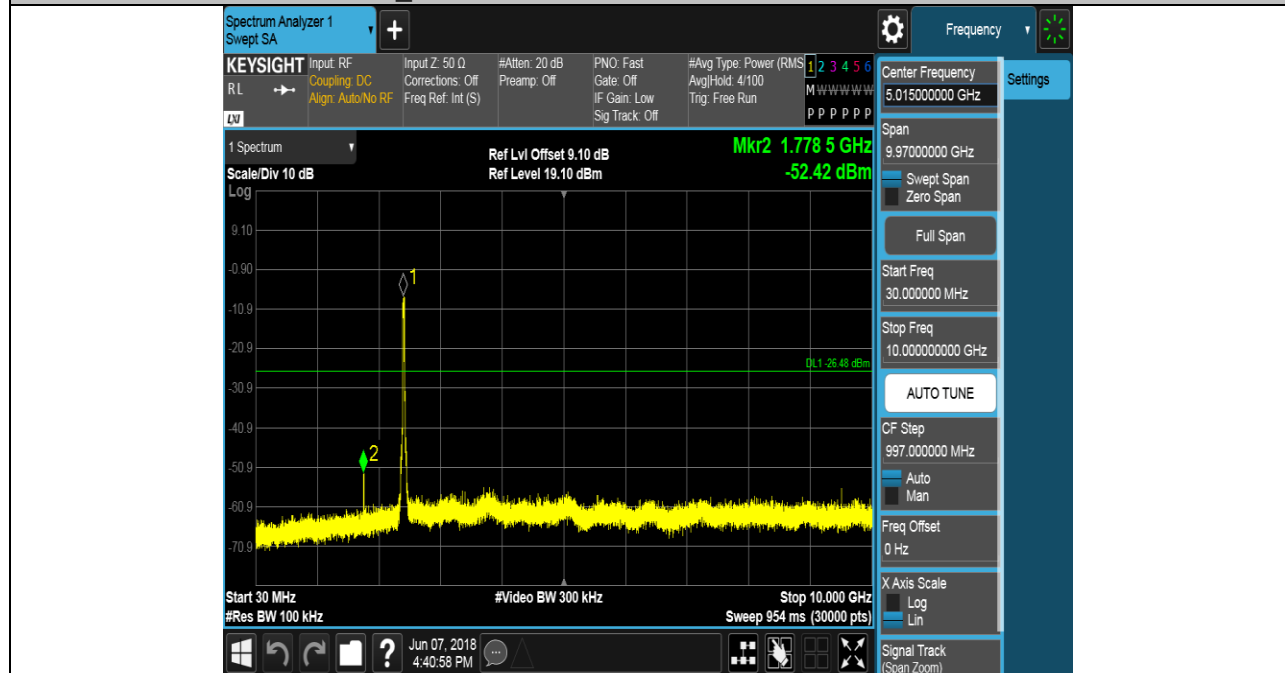 Spectrum Analyzer 1
Swept SA
+
Frequency
KEYSIGHT
RL
LXI
Input: RF
Coupling: DC
Align: Auto/No RF
Input Z: 50 Ω
Corrections: Off
Freq Ref: Int (S)
#Atten: 20 dB
Preamp: Off
PNO: Fast
Gate: Off
IF Gain: Low
Sig Track: Off
#Avg Type: Power (RMS
Avg|Hold: 4/100
Trig: Free Run
1 2 3 4 5 6
M W W W W W
P P P P P P
1 Spectrum
Scale/Div 10 dB
Ref Lvl Offset 9.10 dB
Ref Level 19.10 dBm
Mkr2 1.778 5 GHz
-52.42 dBm
Log
9.10
-0.90
-10.9
-20.9
-30.9
-40.9
-50.9
-60.9
-70.9
1
2
DL1 -26.48 dBm
Start 30 MHz
#Res BW 100 kHz
#Video BW 300 kHz
Stop 10.000 GHz
Sweep 954 ms (30000 pts)
?
Jun 07, 2018
4:40:58 PM
Center Frequency
5.015000000 GHz
Settings
Span
9.97000000 GHz
Swept Span
Zero Span
Full Span
Start Freq
30.000000 MHz
Stop Freq
10.000000000 GHz
AUTO TUNE
CF Step
997.000000 MHz
Auto
Man
Freq Offset
0 Hz
X Axis Scale
Log
Lin
Signal Track
(Span Zoom)